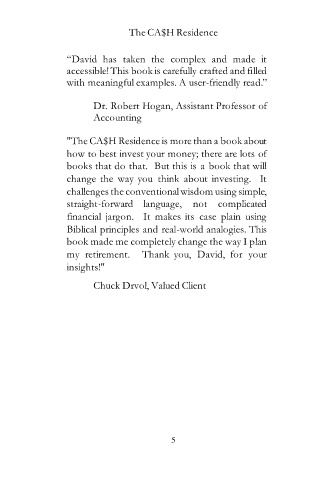 The CA$H Residence
“David has taken the complex and made it
accessible! This book is carefully crafted and filled
with meaningful examples. A user-friendly read.”
Dr. Robert Hogan, Assistant Professor of
Accounting
"The CA$H Residence is more than a book about
how to best invest your money; there are lots of
books that do that. But this is a book that will
change the way you think about investing. It
challenges the conventional wisdom using simple,
straight-forward language, not complicated
financial jargon. It makes its case plain using
Biblical principles and real-world analogies. This
book made me completely change the way I plan
my retirement. Thank you, David, for your
insights!"
Chuck Drvol, Valued Client
5